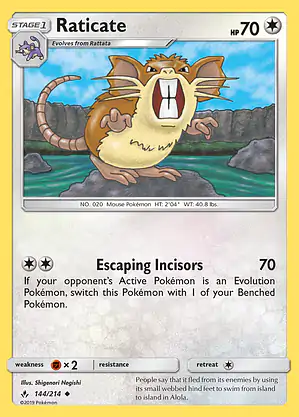 STAGE 1
Raticate
HP 70
Evolves from Rattata
NO. 020 Mouse Pokémon HT: 2'04" WT: 40.8 lbs.
Escaping Incisors 70
If your opponent's Active Pokémon is an Evolution
Pokémon, switch this Pokémon with 1 of your Benched
Pokémon.
weakness × 2 resistance retreat
Illus. Shigenori Negishi
144/214
©2019 Pokémon
People say that it fled from its enemies by using
its small webbed hind feet to swim from island
to island in Alola.